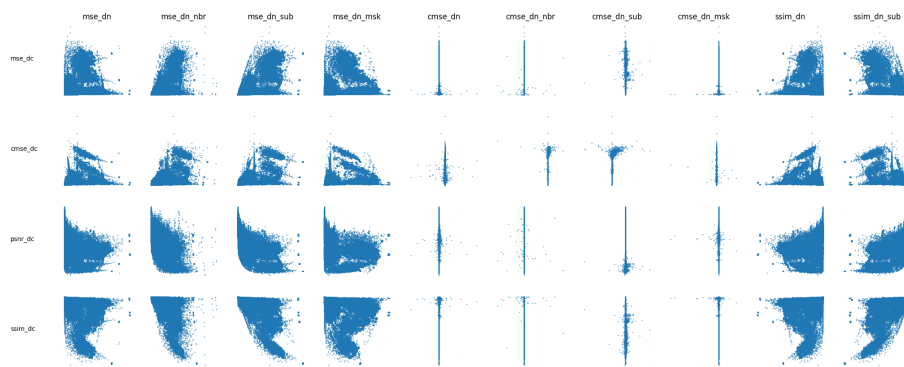 mse_dn mse_dn_nbr mse_dn_sub mse_dn_msk cmse_dn cmse_dn_nbr cmse_dn_sub cmse_dn_msk ssim_dn ssim_dn_sub
mse_dc
cmse_dc
psnr_dc
ssim_dc